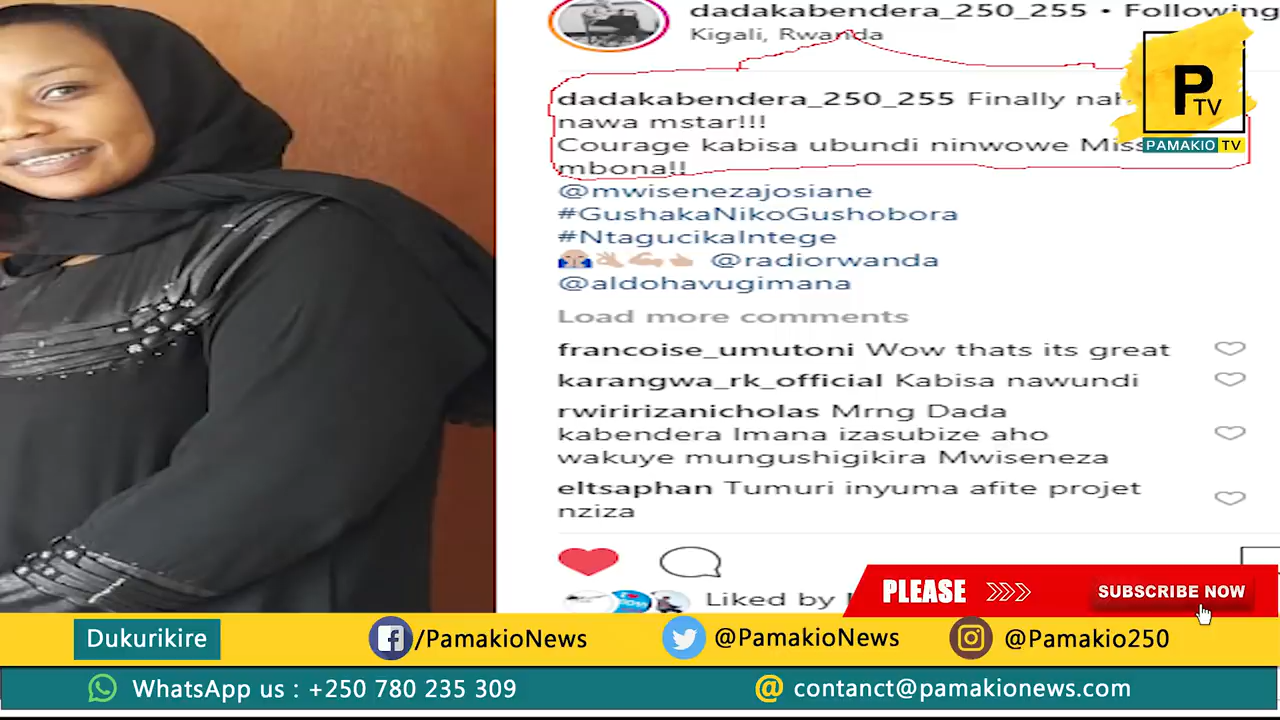 dadakabendera_250_255 • Following
Kigali, Rwanda
dadakabendera_250_255 Finally
nawa mstar!!!
Courage kabisa ubundi ninwowe Miss
mbona!!
@mwisenezajosiane
#GushakaNikoGushobora
#NtagucikaIntege
@radiorwanda
@aldohavugimana
Load more comments
francoise_umutoni Wow thats its great
karangwa_rk_official Kabisa nawundi
rwiririzanicholas Mrng Dada
kabendera Imana izasubize aho
wakuye mungushigikira Mwiseneza
eltsaphan Tumuri inyuma afite projet
nziza
Liked by
P TV
PAMAKIO TV
PLEASE
SUBSCRIBE NOW
Dukurikire
/PamakioNews
@PamakioNews
@Pamakio250
WhatsApp us : +250 780 235 309
@ contanct@pamakionews.com